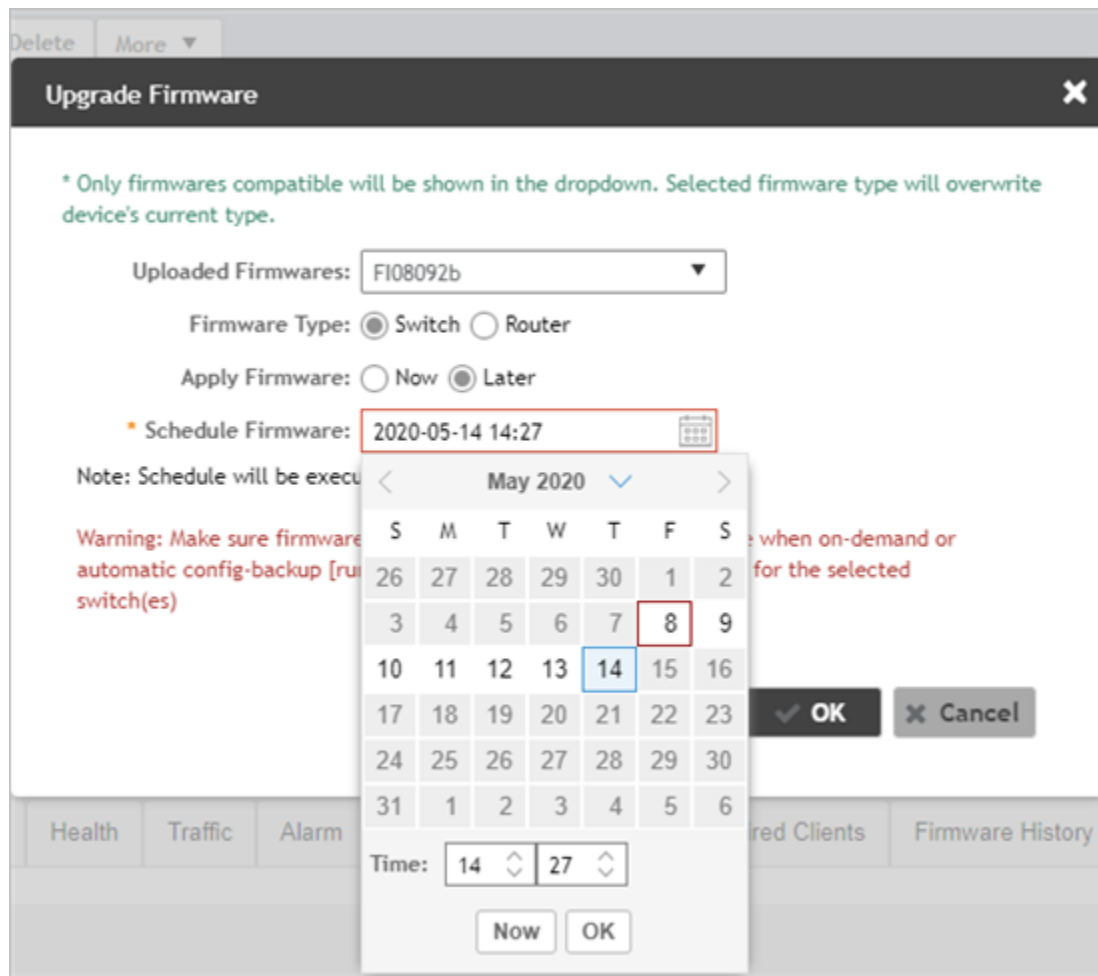 Delete More
Upgrade Firmware
* Only firmwares compatible will be shown in the dropdown. Selected firmware type will overwrite
device's current type.
Uploaded Firmwares: FI08092b
Firmware Type: Switch Router
Apply Firmware: Now Later
* Schedule Firmware: 2020-05-14 14:27
Note: Schedule will be execu
May 2020
Warning: Make sure firmware when on-demand or
automatic config-backup [ru for the selected
switch(es)
S M T W T F S
26 27 28 29 30 1 2
3 4 5 6 7 8 9
10 11 12 13 14 15 16
17 18 19 20 21 22 23
24 25 26 27 28 29 30
31 1 2 3 4 5 6
Time: 14 27
Now OK
OK Cancel
Health Traffic Alarm ired Clients Firmware History